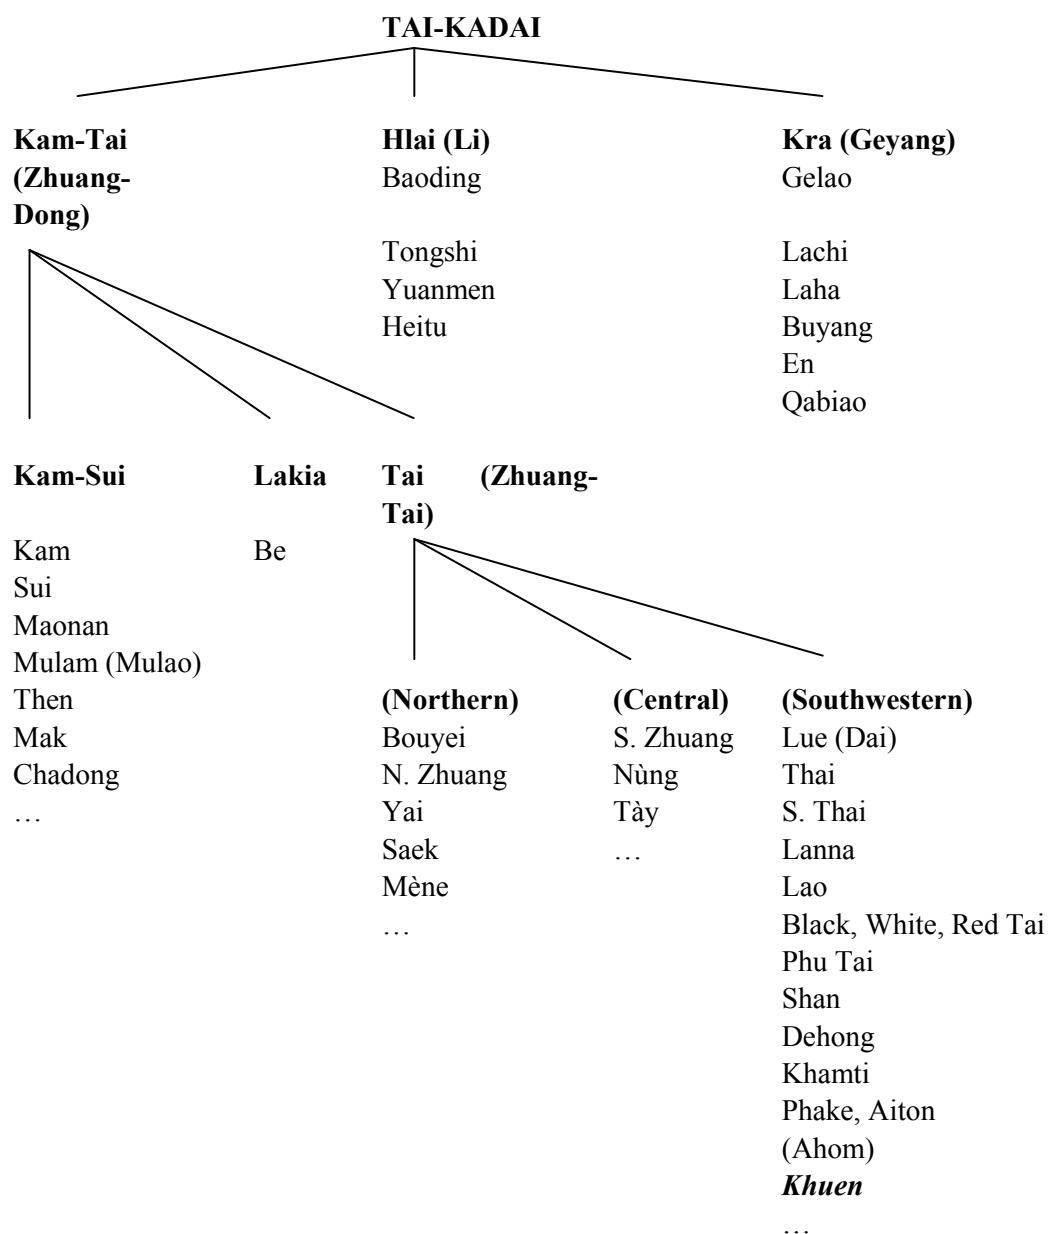 TAI-KADAI
Kam-Tai
(Zhuang-
Dong)
Hlai (Li)
Baoding
Tongshi
Yuanmen
Heitu
Kra (Geyang)
Gelao
Lachi
Laha
Buyang
En
Qabiao
Kam-Sui
Kam
Sui
Maonan
Mulam (Mulao)
Then
Mak
Chadong
…
Lakia
Be
Tai (Zhuang-
Tai)
(Northern)
Bouyei
N. Zhuang
Yai
Saek
Mène
…
(Central)
S. Zhuang
Nùng
Tày
…
(Southwestern)
Lue (Dai)
Thai
S. Thai
Lanna
Lao
Black, White, Red Tai
Phu Tai
Shan
Dehong
Khamti
Phake, Aiton
(Ahom)
Khuen
…